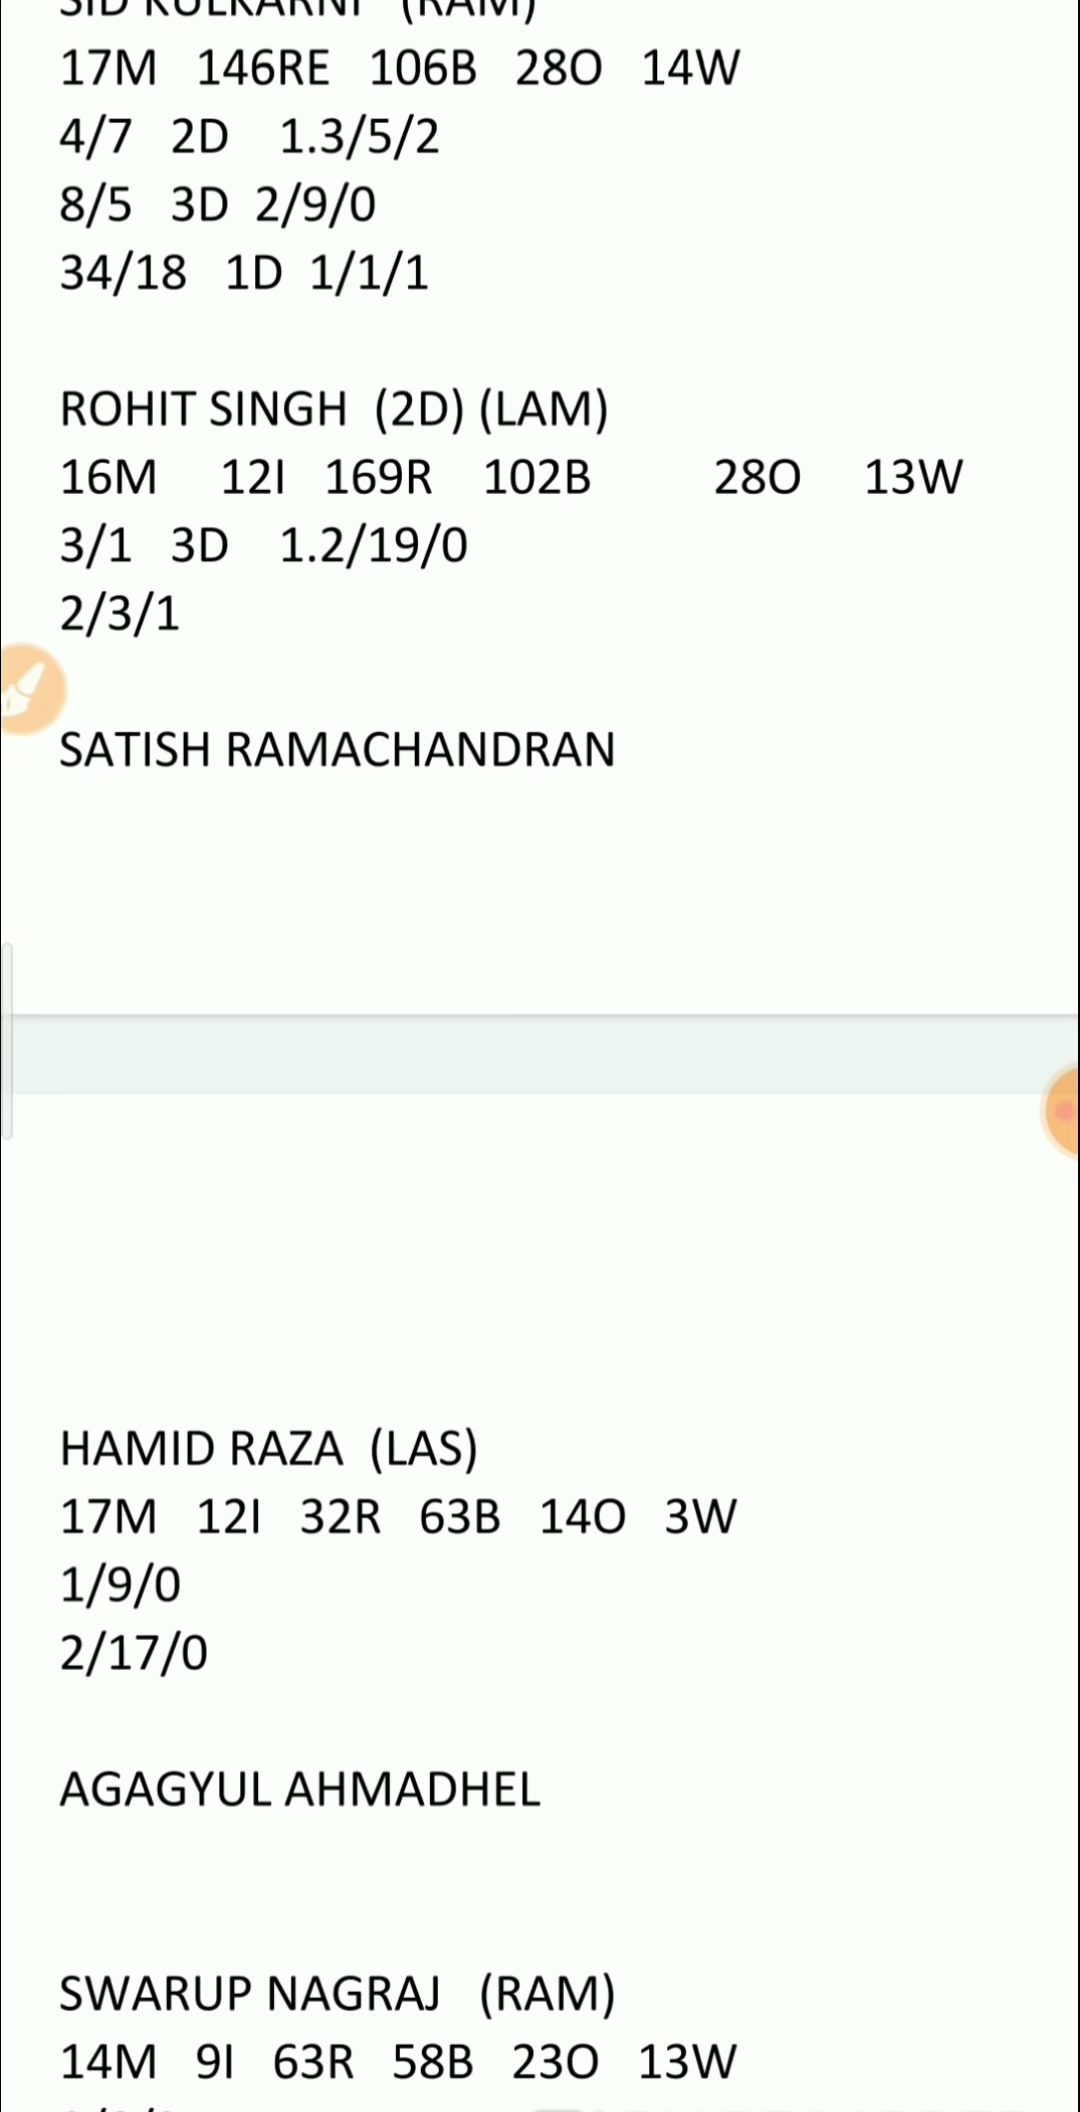 SID KULKARNI (RAM)
17M 146RE 106B 28O 14W
4/7 2D 1.3/5/2
8/5 3D 2/9/0
34/18 1D 1/1/1
ROHIT SINGH (2D) (LAM)
16M 12I 169R 102B 28O 13W
3/1 3D 1.2/19/0
2/3/1
SATISH RAMACHANDRAN
HAMID RAZA (LAS)
17M 12I 32R 63B 14O 3W
1/9/0
2/17/0
AGAGYUL AHMADHEL
SWARUP NAGRAJ (RAM)
14M 9I 63R 58B 23O 13W